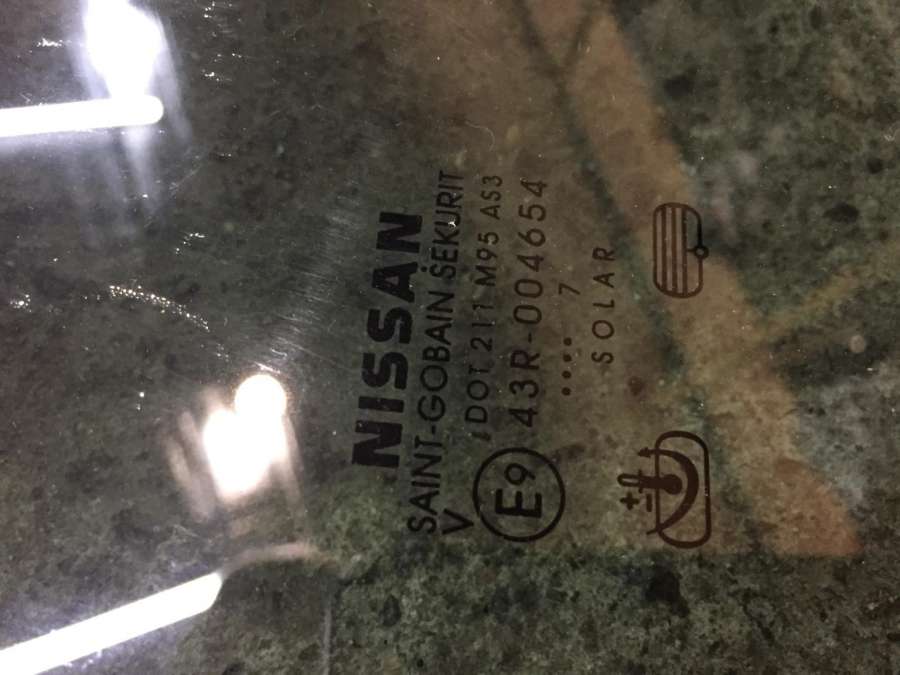 NISSAN
SAINT-GOBAIN SEKURIT
V DOT 211 M95 AS3
E9 43R-004654
.... 7
SOLAR